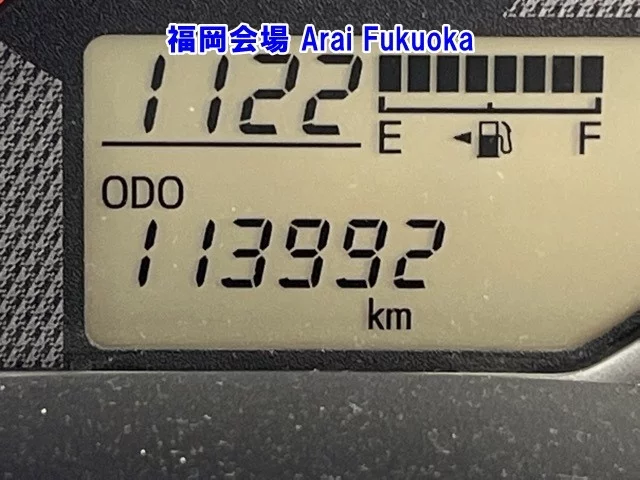 福岡会場 Arai Fukuoka
1122
E F
ODO
113992
km